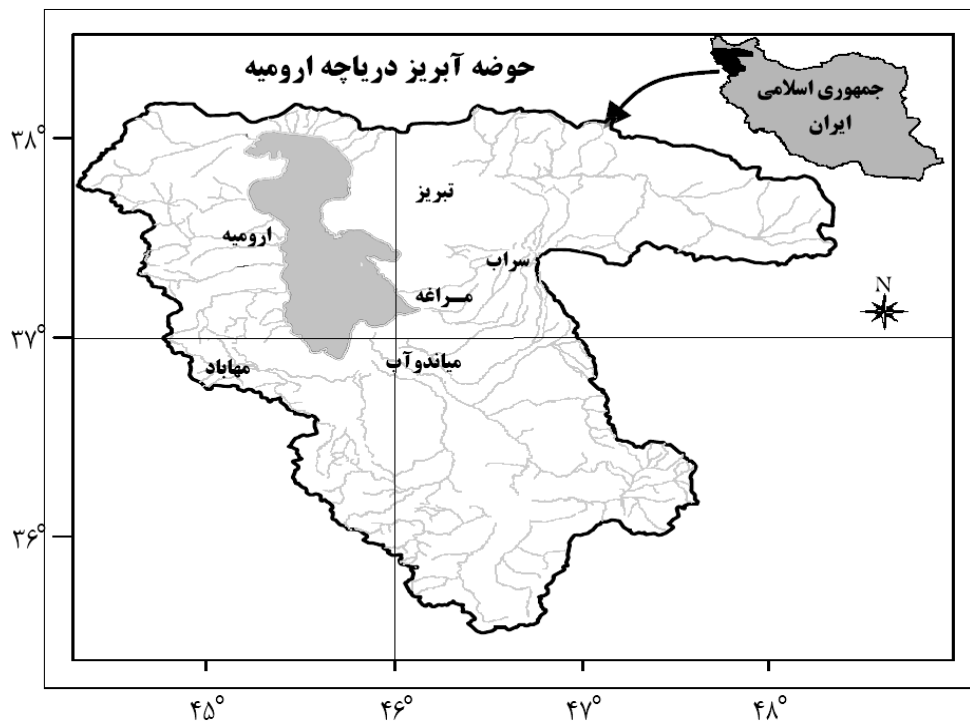 حوضه آبریز دریاچه ارومیه
جمهوری اسلامی
ایران
۳۸°
تبریز
ارومیه
سراب
مـراغه
N
۳۷°
میاندوآب
مهاباد
۳۶°
۴۵°
۴۶°
۴۷°
۴۸°